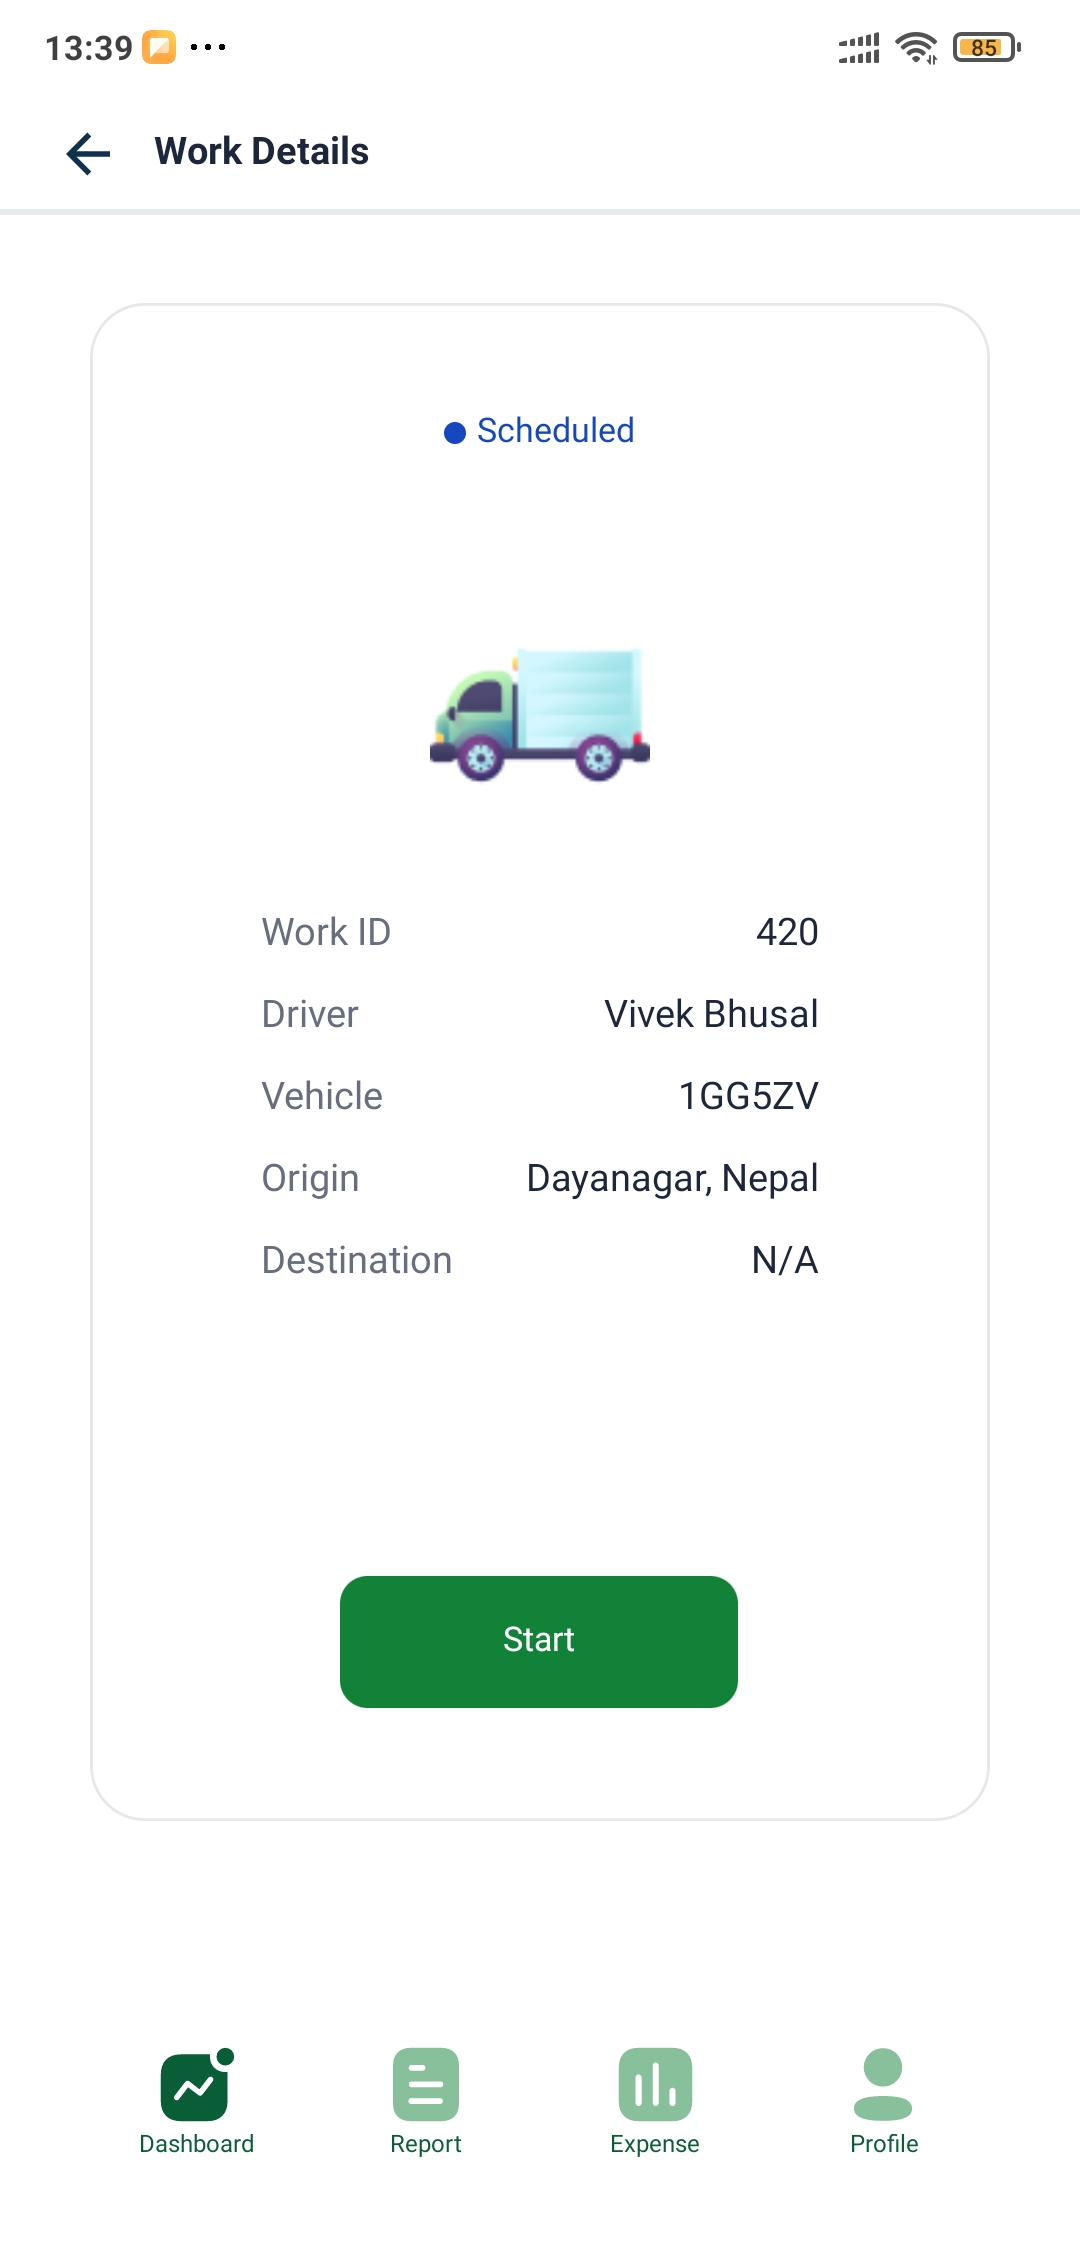 13:39
85
Work Details
Scheduled
Work ID 420
Driver Vivek Bhusal
Vehicle 1GG5ZV
Origin Dayanagar, Nepal
Destination N/A
Start
Dashboard Report Expense Profile